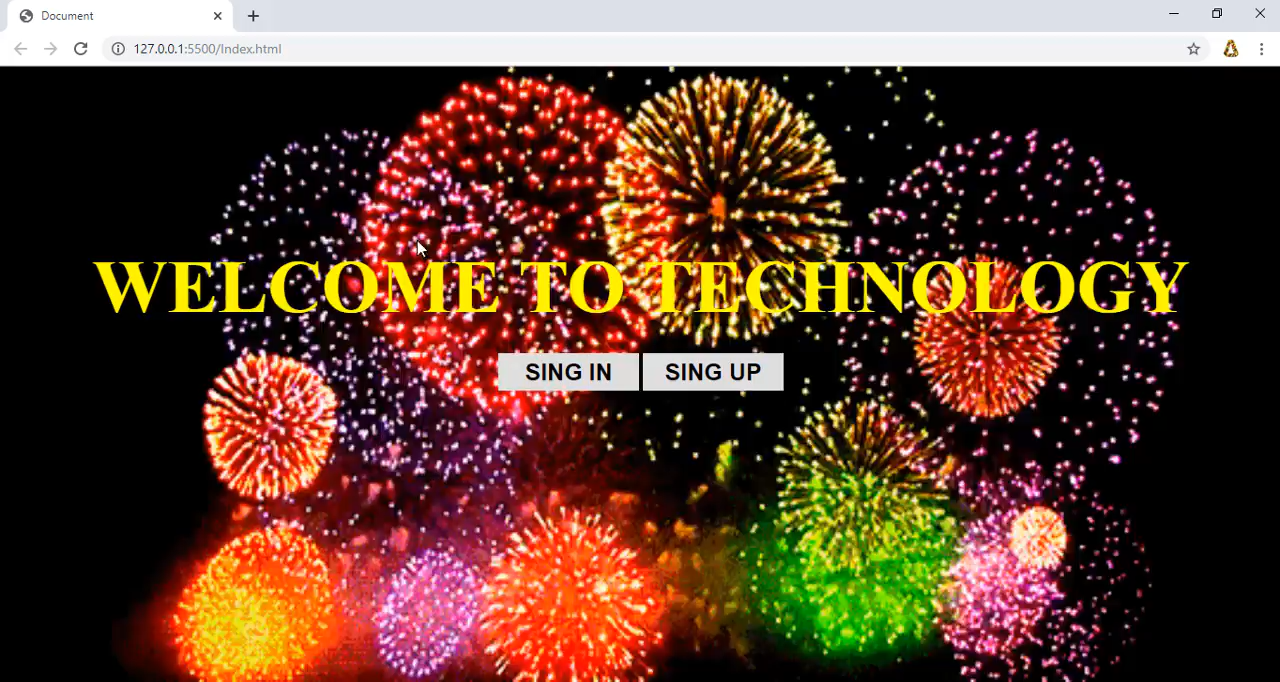 Document
127.0.0.1:5500/Index.html
WELCOME TO TECHNOLOGY
SING IN SING UP